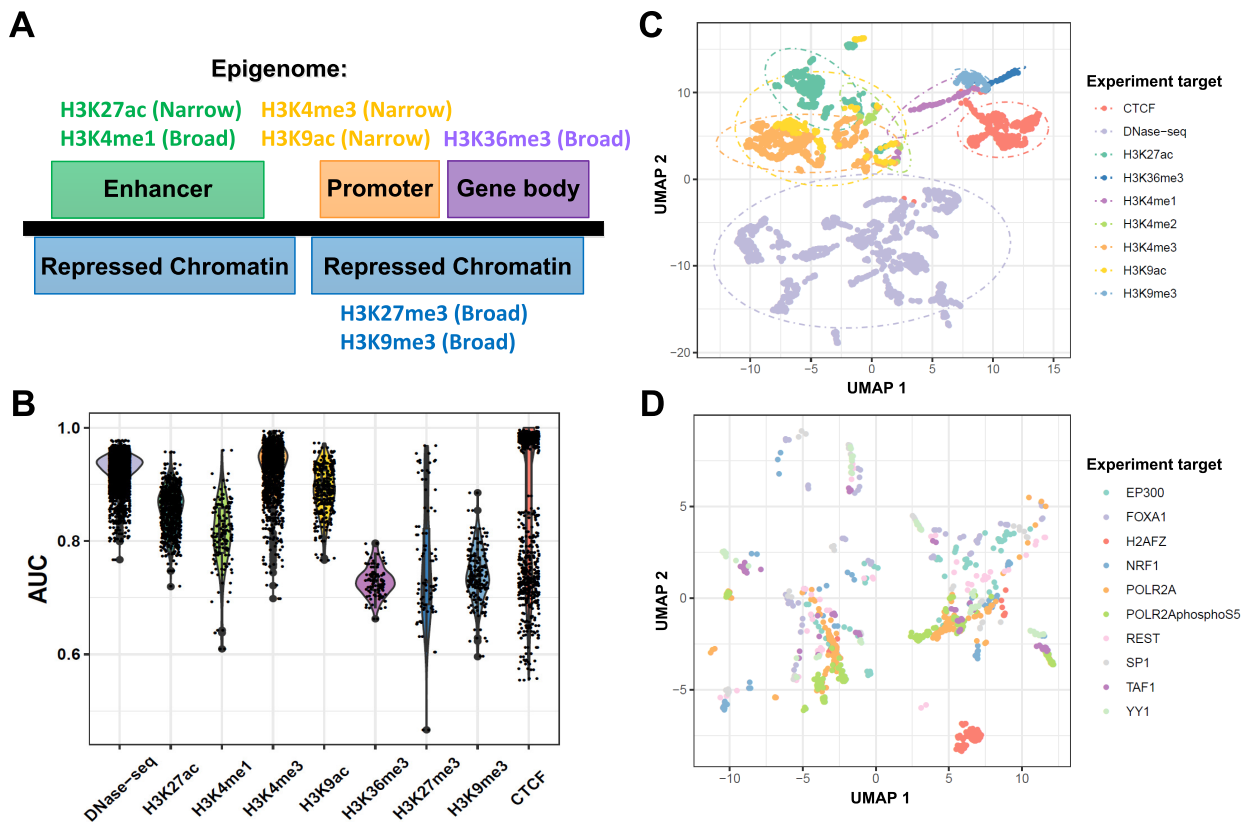 A
Epigenome:
H3K27ac (Narrow) H3K4me3 (Narrow)
H3K4me1 (Broad) H3K9ac (Narrow) H3K36me3 (Broad)
Enhancer Promoter Gene body
Repressed Chromatin Repressed Chromatin
H3K27me3 (Broad)
H3K9me3 (Broad)
B
AUC
1.0
0.8
0.6
DNase−seq H3K27ac H3K4me1 H3K4me3 H3K9ac H3K36me3 H3K27me3 H3K9me3 CTCF
C
UMAP 2
10
0
−10
−20
−10 −5 0 5 10 15
UMAP 1
Experiment target
CTCF
DNase−seq
H3K27ac
H3K36me3
H3K4me1
H3K4me2
H3K4me3
H3K9ac
H3K9me3
D
UMAP 2
5
0
−5
−10 −5 0 5 10
UMAP 1
Experiment target
EP300
FOXA1
H2AFZ
NRF1
POLR2A
POLR2AphosphoS5
REST
SP1
TAF1
YY1